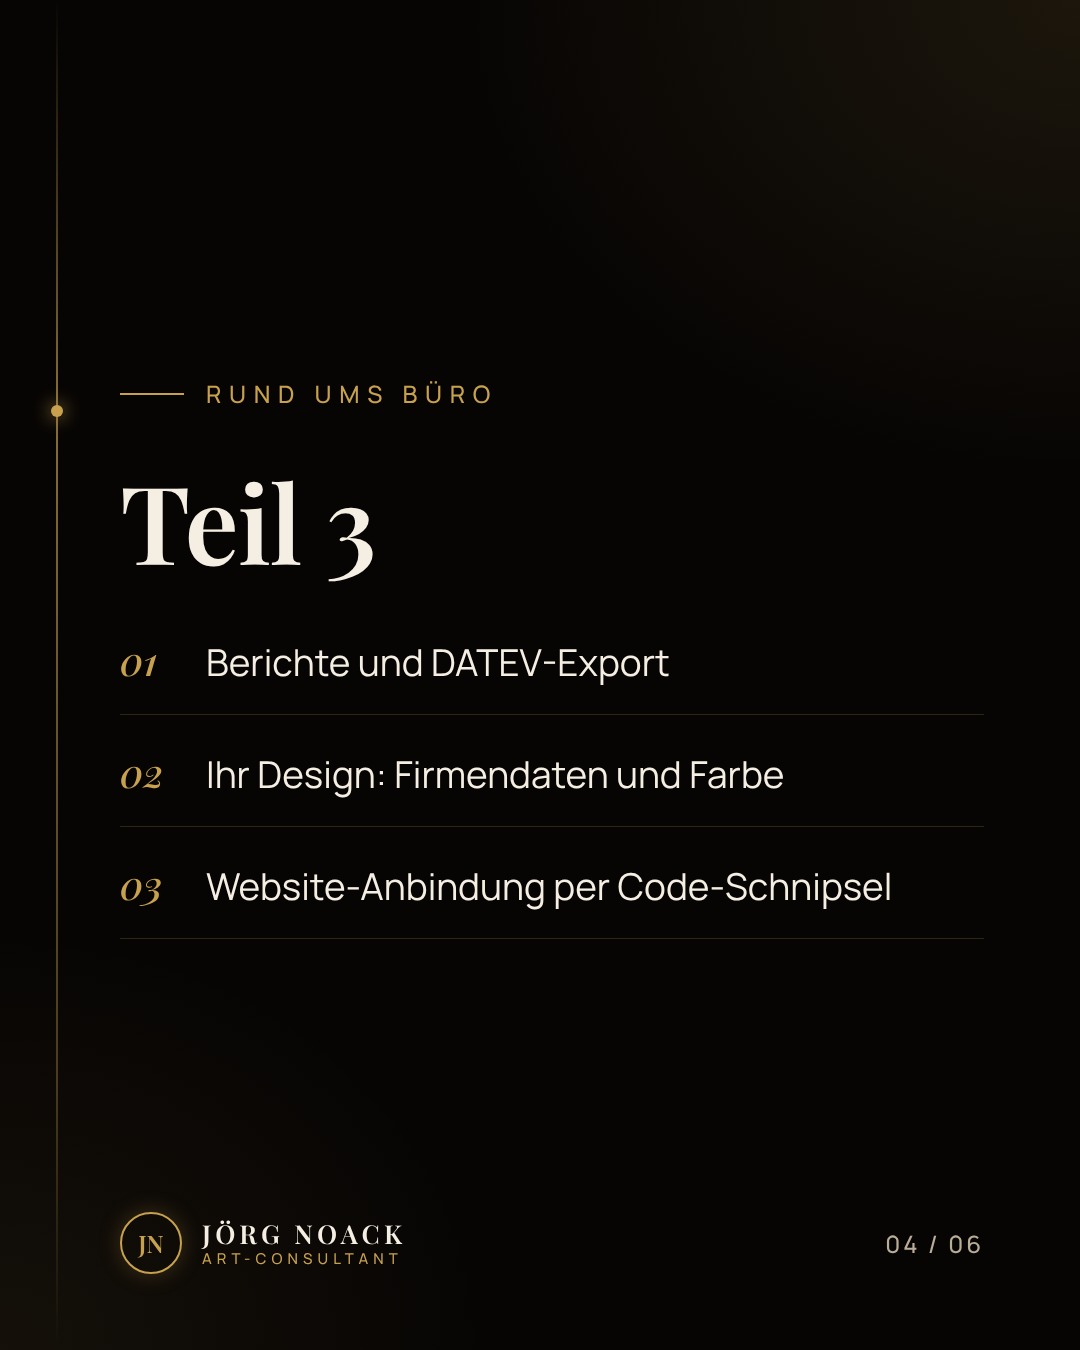 RUND UMS BÜRO
Teil 3
01 Berichte und DATEV-Export
02 Ihr Design: Firmendaten und Farbe
03 Website-Anbindung per Code-Schnipsel
JN JÖRG NOACK
ART-CONSULTANT
04 / 06